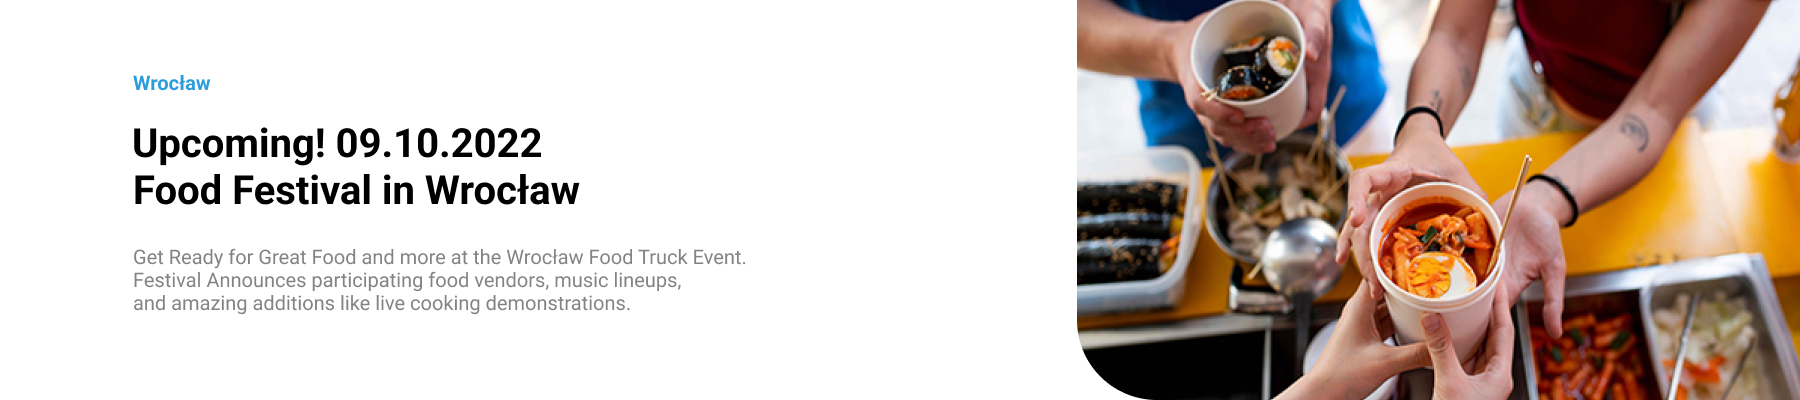 Wrocław
Upcoming! 09.10.2022
Food Festival in Wrocław
Get Ready for Great Food and more at the Wrocław Food Truck Event.
Festival Announces participating food vendors, music lineups,
and amazing additions like live cooking demonstrations.